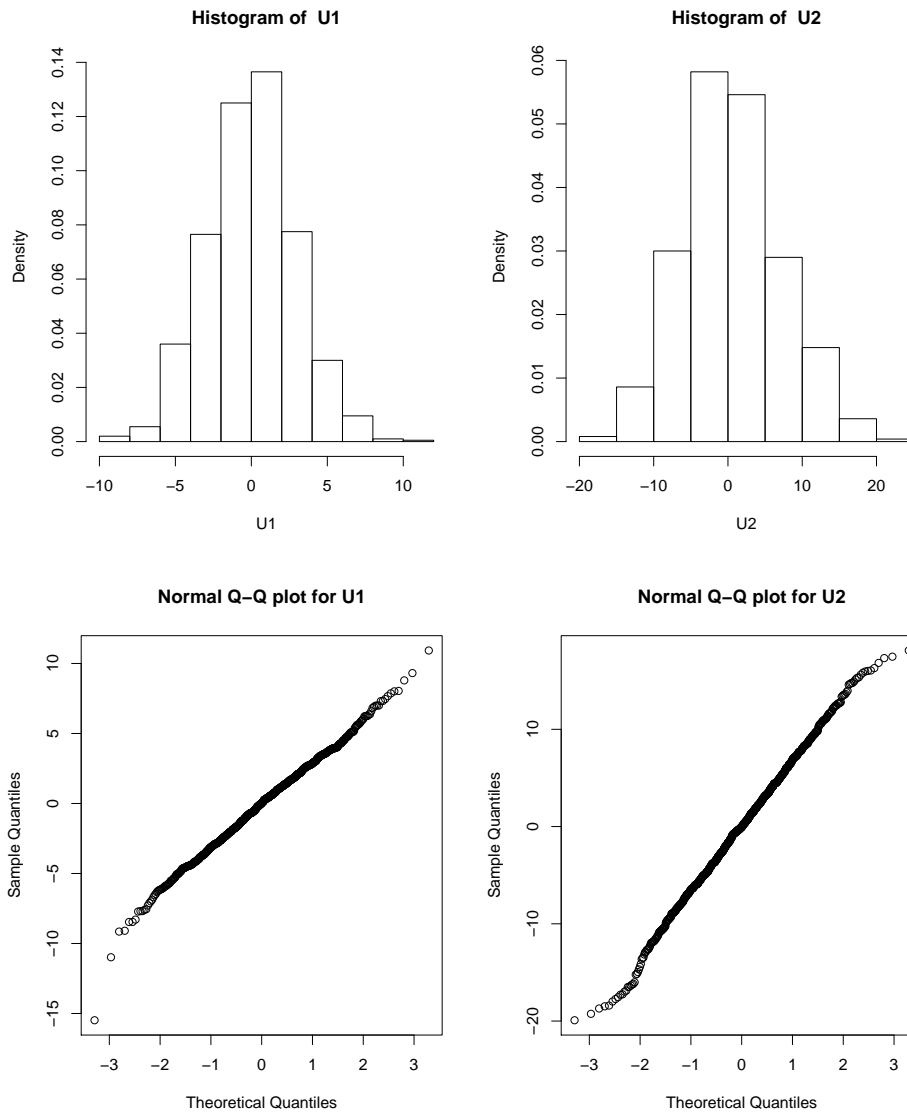 Histogram of U1
Density
0.00 0.02 0.04 0.06 0.08 0.10 0.12 0.14
−10 −5 0 5 10
U1
Histogram of U2
Density
0.00 0.01 0.02 0.03 0.04 0.05 0.06
−20 −10 0 10 20
U2
Normal Q−Q plot for U1
Sample Quantiles
−15 −10 −5 0 5 10
−3 −2 −1 0 1 2 3
Theoretical Quantiles
Normal Q−Q plot for U2
Sample Quantiles
−20 −10 0 10
−3 −2 −1 0 1 2 3
Theoretical Quantiles